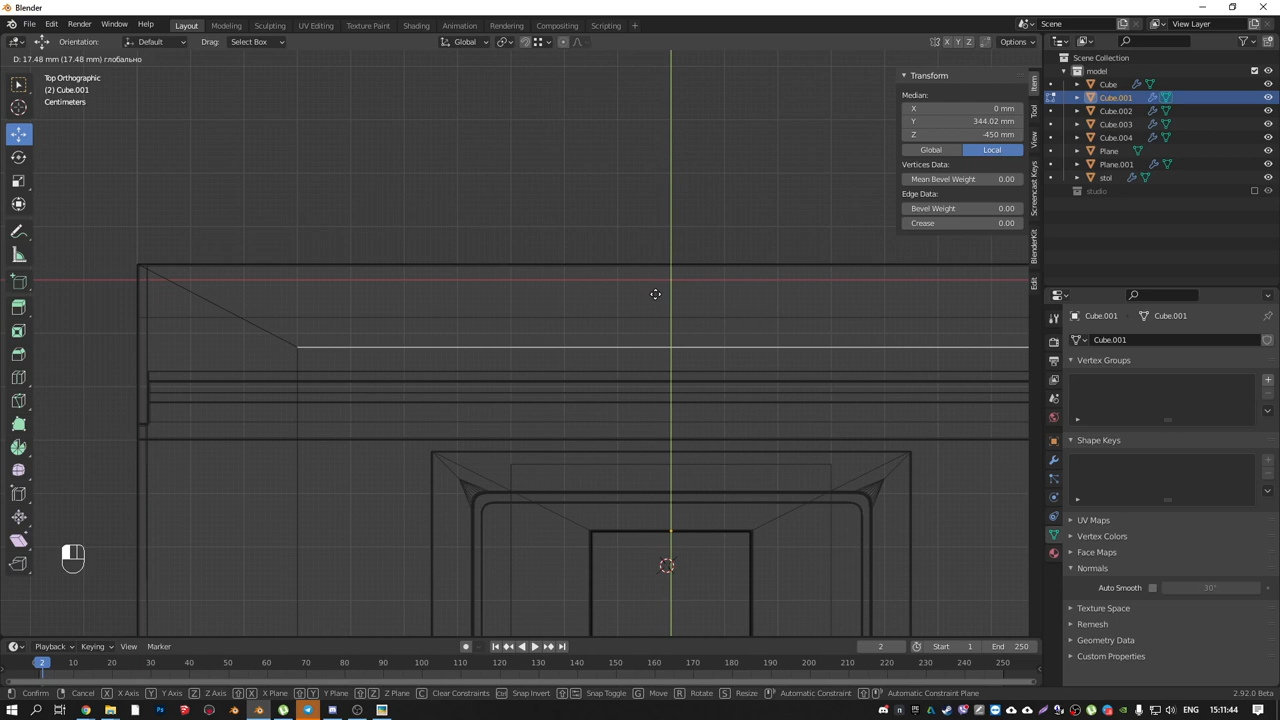 Blender
File Edit Render Window Help
Layout Modeling Sculpting UV Editing Texture Paint Shading Animation Rendering Compositing Scripting +
Scene View Layer
Orientation: Default Drag: Select Box Global X Y Z Options
D: 17.48 mm (17.48 mm) глобально
Top Orthographic
(2) Cube.001
Centimeters
Transform
Median:
X 0 mm
Y 344.02 mm
Z -450 mm
Global Local
Vertices Data:
Mean Bevel Weight 0.00
Edge Data:
Bevel Weight 0.00
Crease 0.00
Item
Tool
View
Screencast Keys
BlenderKit
Edit
Scene Collection
model
Cube
Cube.001
Cube.002
Cube.003
Cube.004
Plane
Plane.001
stol
studio
Cube.001 Cube.001
Cube.001
Vertex Groups
Shape Keys
UV Maps
Vertex Colors
Face Maps
Normals
Auto Smooth 30°
Texture Space
Remesh
Geometry Data
Custom Properties
Playback Keying View Marker 2 Start 1 End 250
2 10 20 30 40 50 60 70 80 90 100 110 120 130 140 150 160 170 180 190 200 210 220 230 240 250
Confirm Cancel X X Axis Y Y Axis Z Z Axis X X Plane Y Y Plane Z Z Plane C Clear Constraints Ctrl Snap Invert Snap Toggle G Move R Rotate S Resize Automatic Constraint Automatic Constraint Plane 2.92.0 Beta
ENG 15:11:44